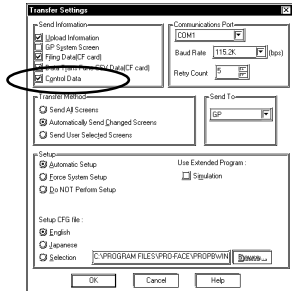 Transfer Settings
Send Information
Upload Information
GP System Screen
Filing Data(CF card)
Data(CF card)
Control Data
Communications Port
COM1
Baud Rate 115.2K (bps)
Retry Count 5
Transfer Method
Send All Screens
Automatically Send Changed Screens
Send User Selected Screens
Send To
GP
Setup
Automatic Setup
Force System Setup
Do NOT Perform Setup
Use Extended Program :
Simulation
Setup CFG file :
English
Japanese
Selection C:\PROGRAM FILES\PRO-FACE\PROPBWIN Browse...
OK Cancel Help